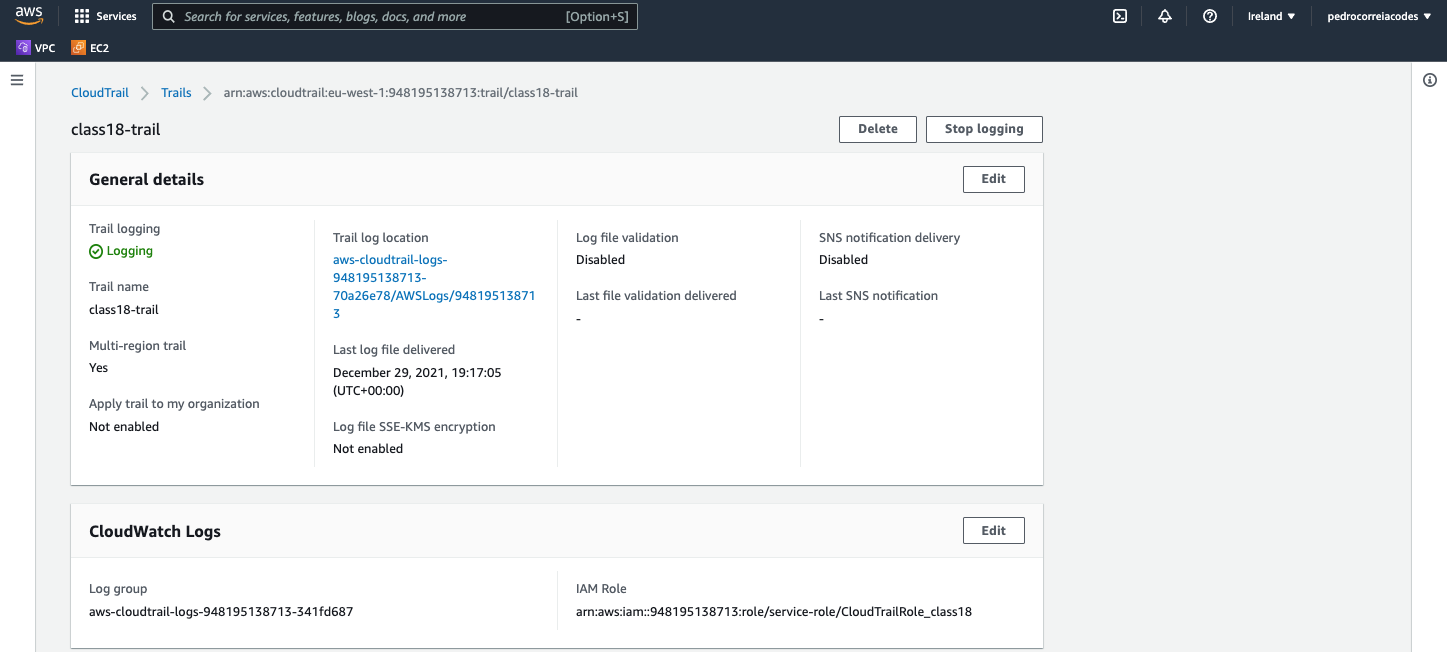 aws
Services
Search for services, features, blogs, docs, and more
[Option+S]
Ireland ▼
pedrocorreiacodes ▼
VPC
EC2
CloudTrail
Trails
arn:aws:cloudtrail:eu-west-1:948195138713:trail/class18-trail
class18-trail
Delete
Stop logging
General details
Edit
Trail logging
Logging
Trail name
class18-trail
Multi-region trail
Yes
Apply trail to my organization
Not enabled
Trail log location
aws-cloudtrail-logs-
948195138713-
70a26e78/AWSLogs/94819513871
3
Last log file delivered
December 29, 2021, 19:17:05
(UTC+00:00)
Log file SSE-KMS encryption
Not enabled
Log file validation
Disabled
Last file validation delivered
-
SNS notification delivery
Disabled
Last SNS notification
-
CloudWatch Logs
Edit
Log group
aws-cloudtrail-logs-948195138713-341fd687
IAM Role
arn:aws:iam::948195138713:role/service-role/CloudTrailRole_class18